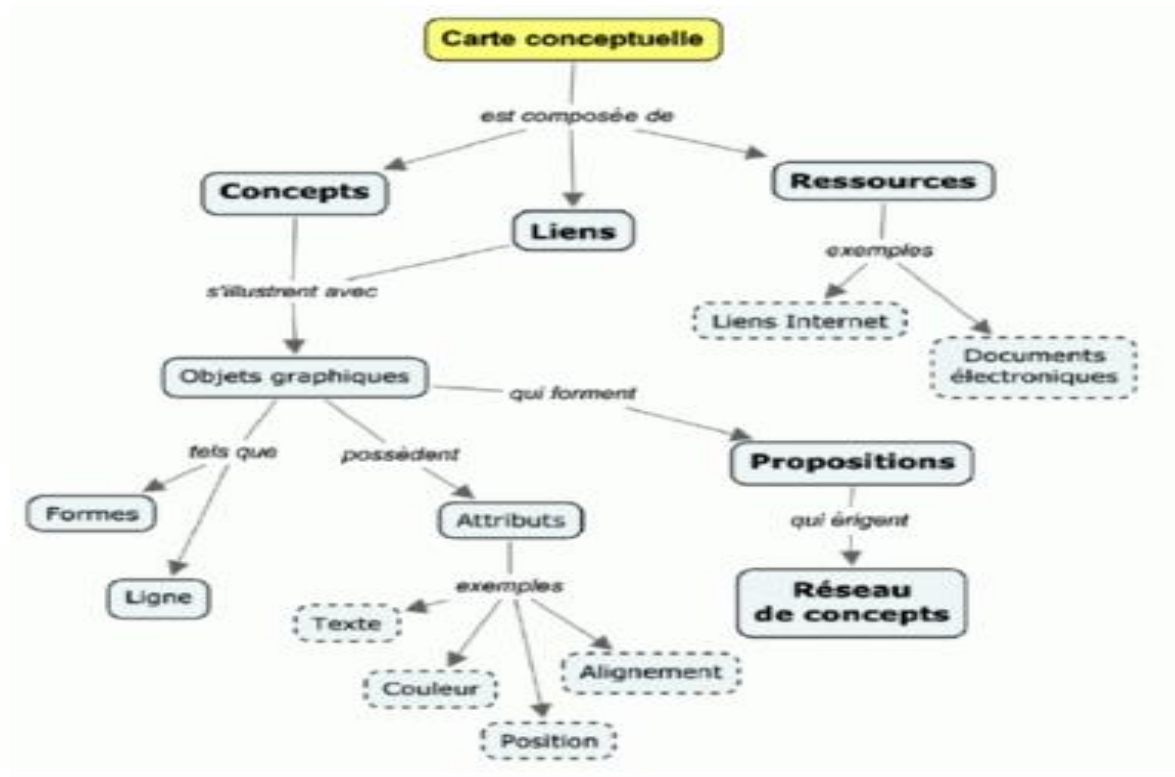 Carte conceptuelle
est composée de
Concepts
Ressources
Liens
exemples
s'illustrent avec
Liens Internet
Documents
électroniques
Objets graphiques
qui forment
tels que
possèdent
Propositions
Formes
Attributs
qui érigent
exemples
Ligne
Réseau
de concepts
Texte
Alignement
Couleur
Position